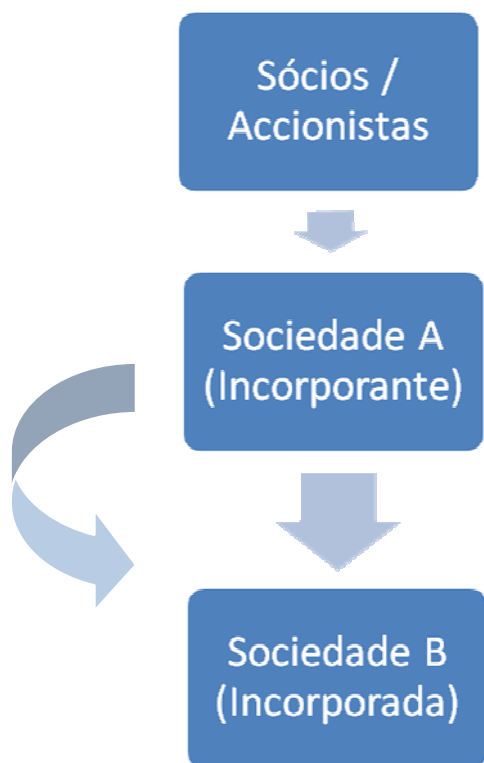 Sócios /
Accionistas
Sociedade A
(Incorporante)
Sociedade B
(Incorporada)